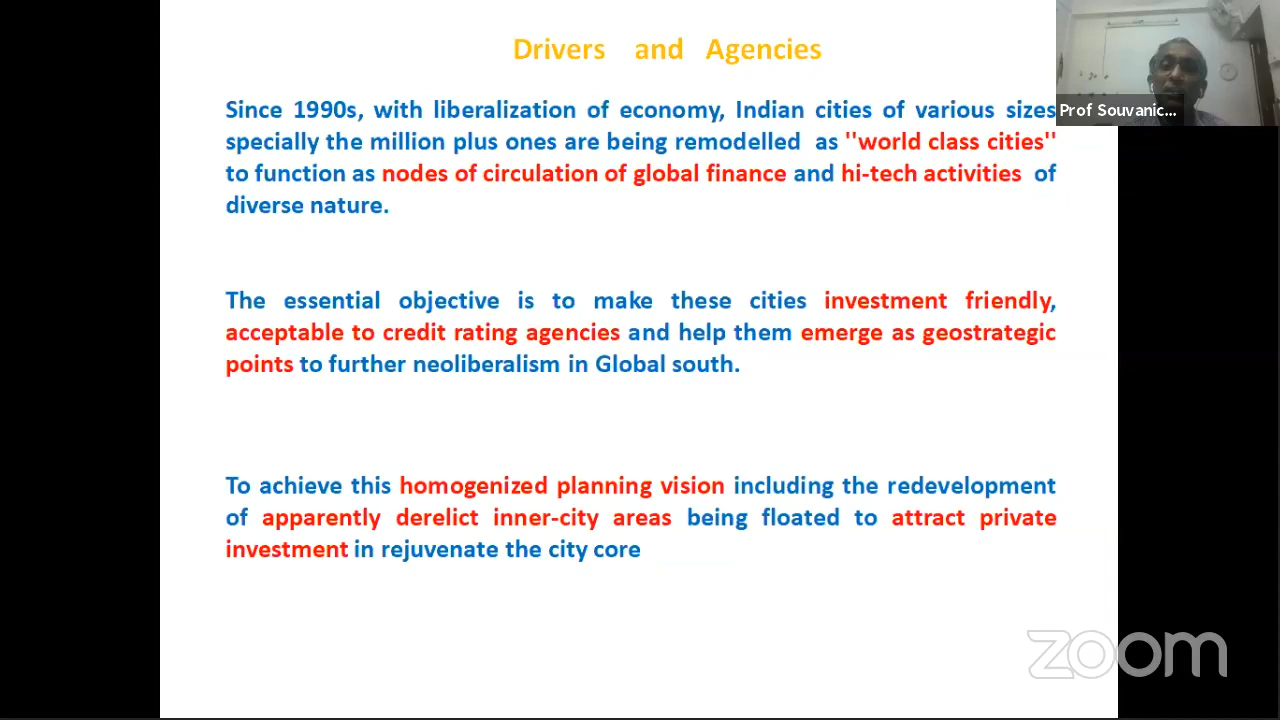 Drivers and Agencies
Since 1990s, with liberalization of economy, Indian cities of various sizes
specially the million plus ones are being remodelled as ''world class cities''
to function as nodes of circulation of global finance and hi-tech activities of
diverse nature.
The essential objective is to make these cities investment friendly,
acceptable to credit rating agencies and help them emerge as geostrategic
points to further neoliberalism in Global south.
To achieve this homogenized planning vision including the redevelopment
of apparently derelict inner-city areas being floated to attract private
investment in rejuvenate the city core
Prof Souvanic...
zoom